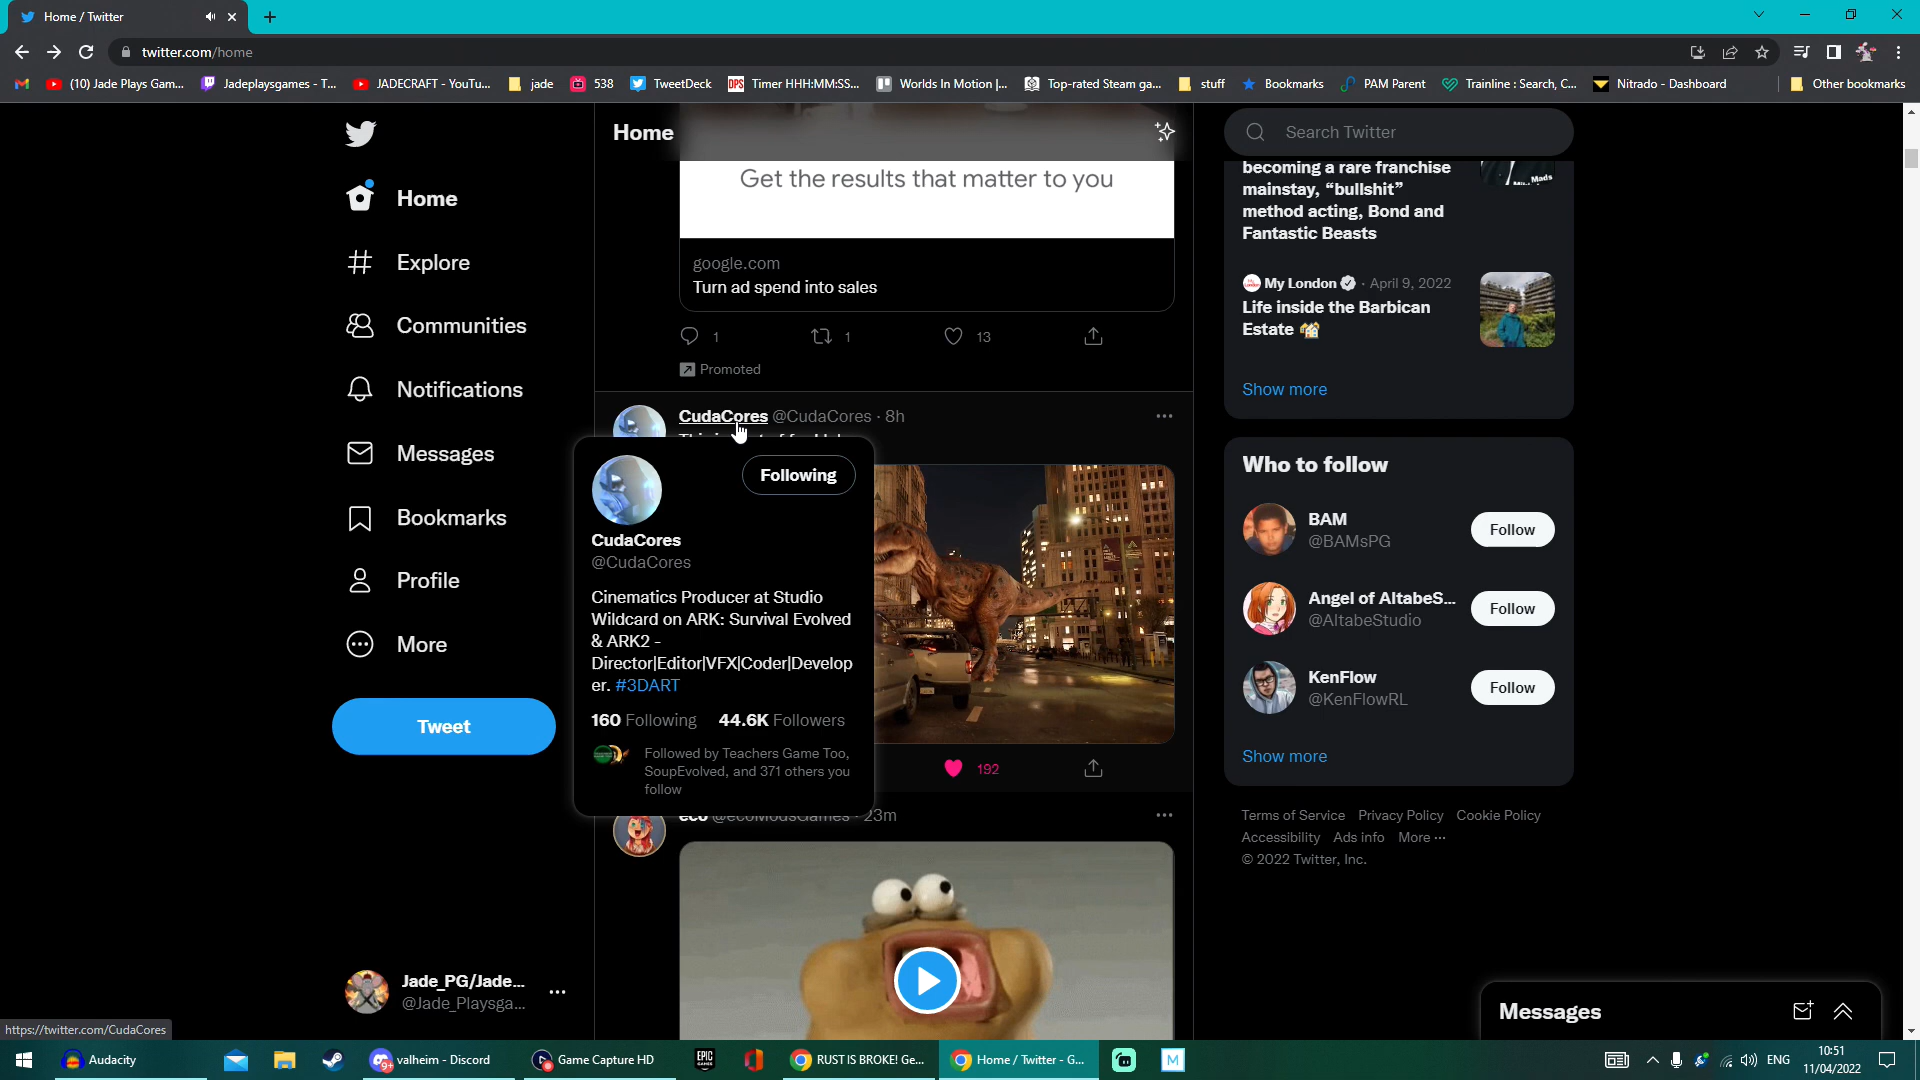 Home / Twitter
twitter.com/home
(10) Jade Plays Gam...
Jadeplaysgames - T...
JADECRAFT - YouTu...
jade
538
TweetDeck
Timer HHH:MM:SS...
Worlds In Motion |...
Top-rated Steam ga...
stuff
Bookmarks
PAM Parent
Trainline : Search, C...
Nitrado - Dashboard
Other bookmarks
Home
Explore
Communities
Notifications
Messages
Bookmarks
Profile
More
Tweet
Jade_PG/Jade...
@Jade_Playsga...
https://twitter.com/CudaCores
Home
Get the results that matter to you
google.com
Turn ad spend into sales
1
1
13
Promoted
CudaCores @CudaCores · 8h
Following
CudaCores
@CudaCores
Cinematics Producer at Studio
Wildcard on ARK: Survival Evolved
& ARK2 -
Director|Editor|VFX|Coder|Develop
er. #3DART
160 Following 44.6K Followers
Followed by Teachers Game Too,
SoupEvolved, and 371 others you
follow
192
eco @ecoModsGames · 23m
Search Twitter
becoming a rare franchise
mainstay, “bullshit”
method acting, Bond and
Fantastic Beasts
My London · April 9, 2022
Life inside the Barbican
Estate 🏘️
Show more
Who to follow
BAM
@BAMsPG
Follow
Angel of AltabeS...
@AltabeStudio
Follow
KenFlow
@KenFlowRL
Follow
Show more
Terms of Service Privacy Policy Cookie Policy
Accessibility Ads info More ···
© 2022 Twitter, Inc.
Messages
Audacity
valheim - Discord
Game Capture HD
EPIC GAMES
RUST IS BROKE! Ge...
Home / Twitter - G...
ENG
10:51
11/04/2022